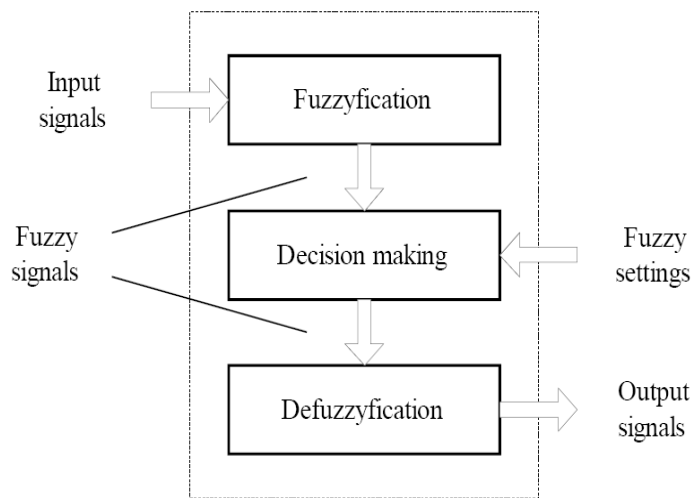 Input
signals
Fuzzyfication
Fuzzy
signals
Decision making
Fuzzy
settings
Defuzzyfication
Output
signals